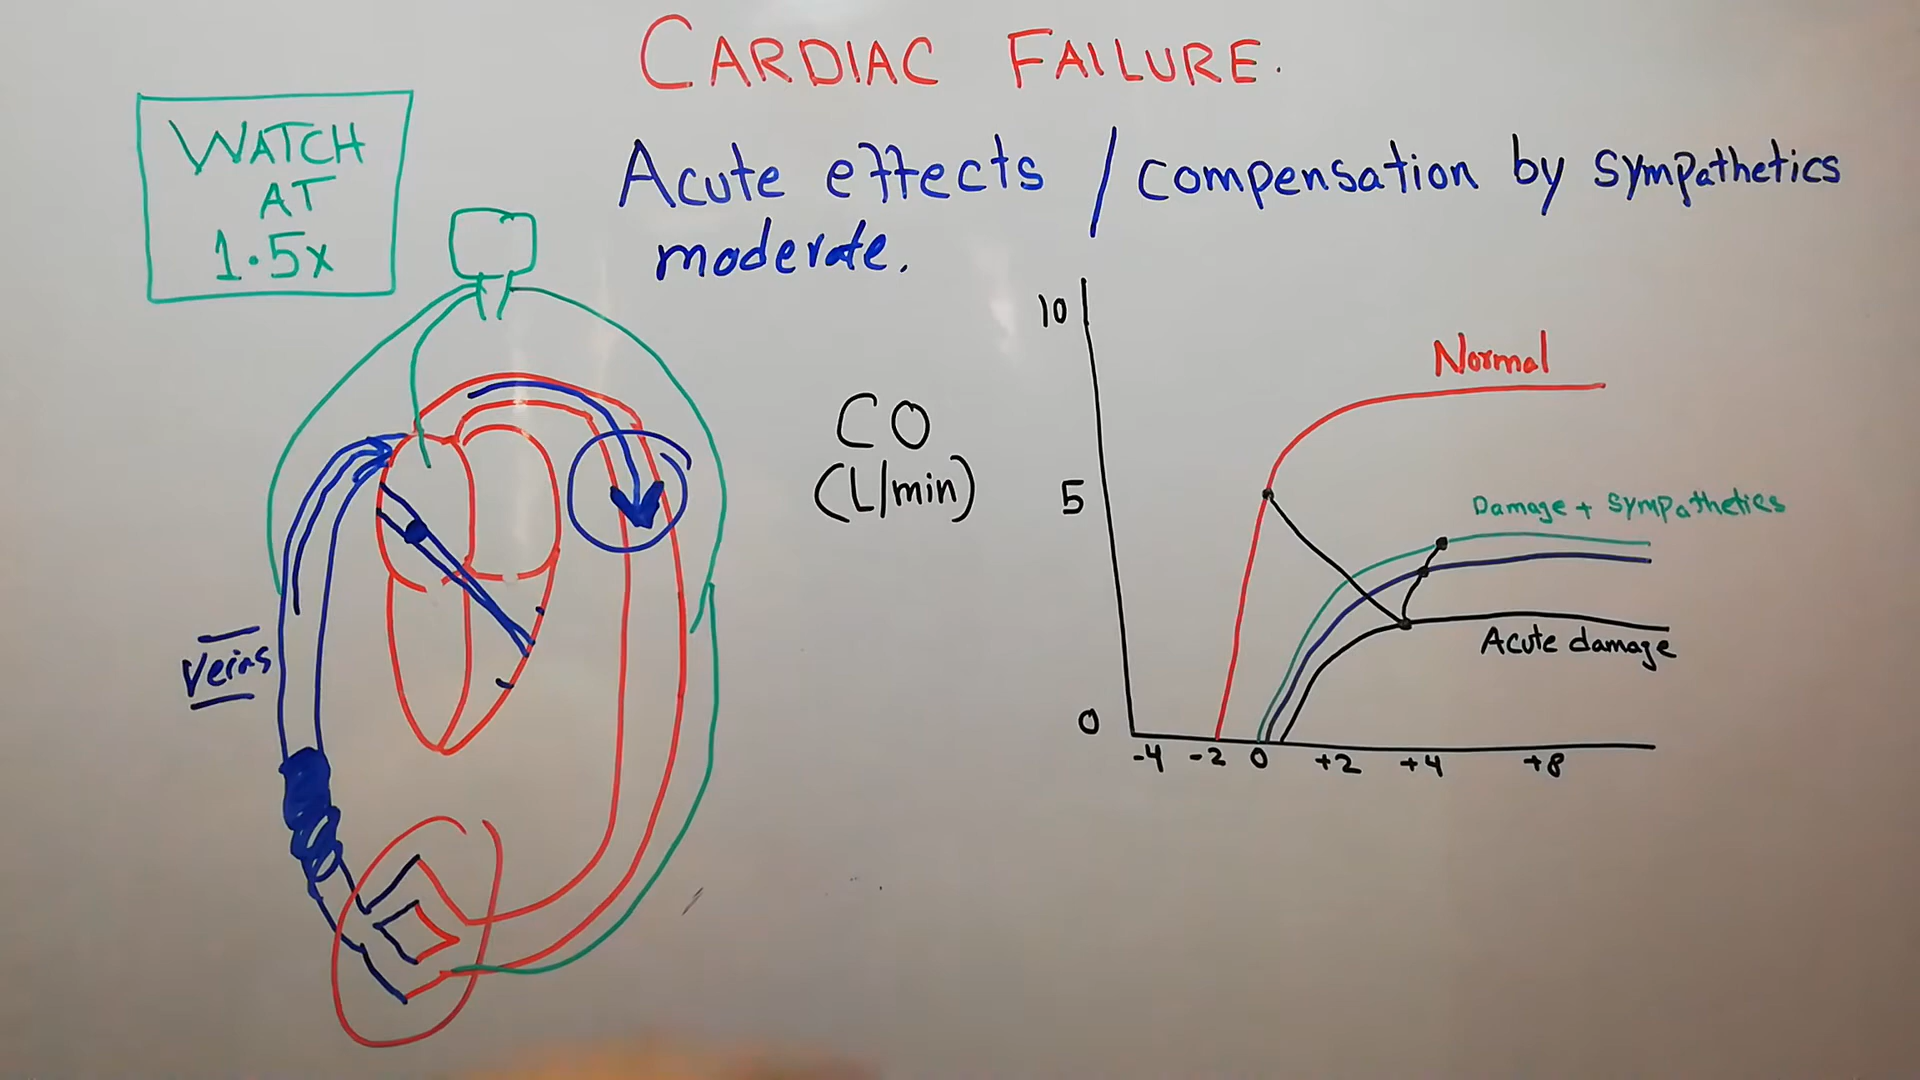 CARDIAC FAILURE.
WATCH
AT
1.5x
Acute effects / compensation by sympathetics
moderate.
10
Normal
CO
(L/min)
5
Damage + sympathetics
Veins
Acute damage
0
-4 -2 0 +2 +4 +8